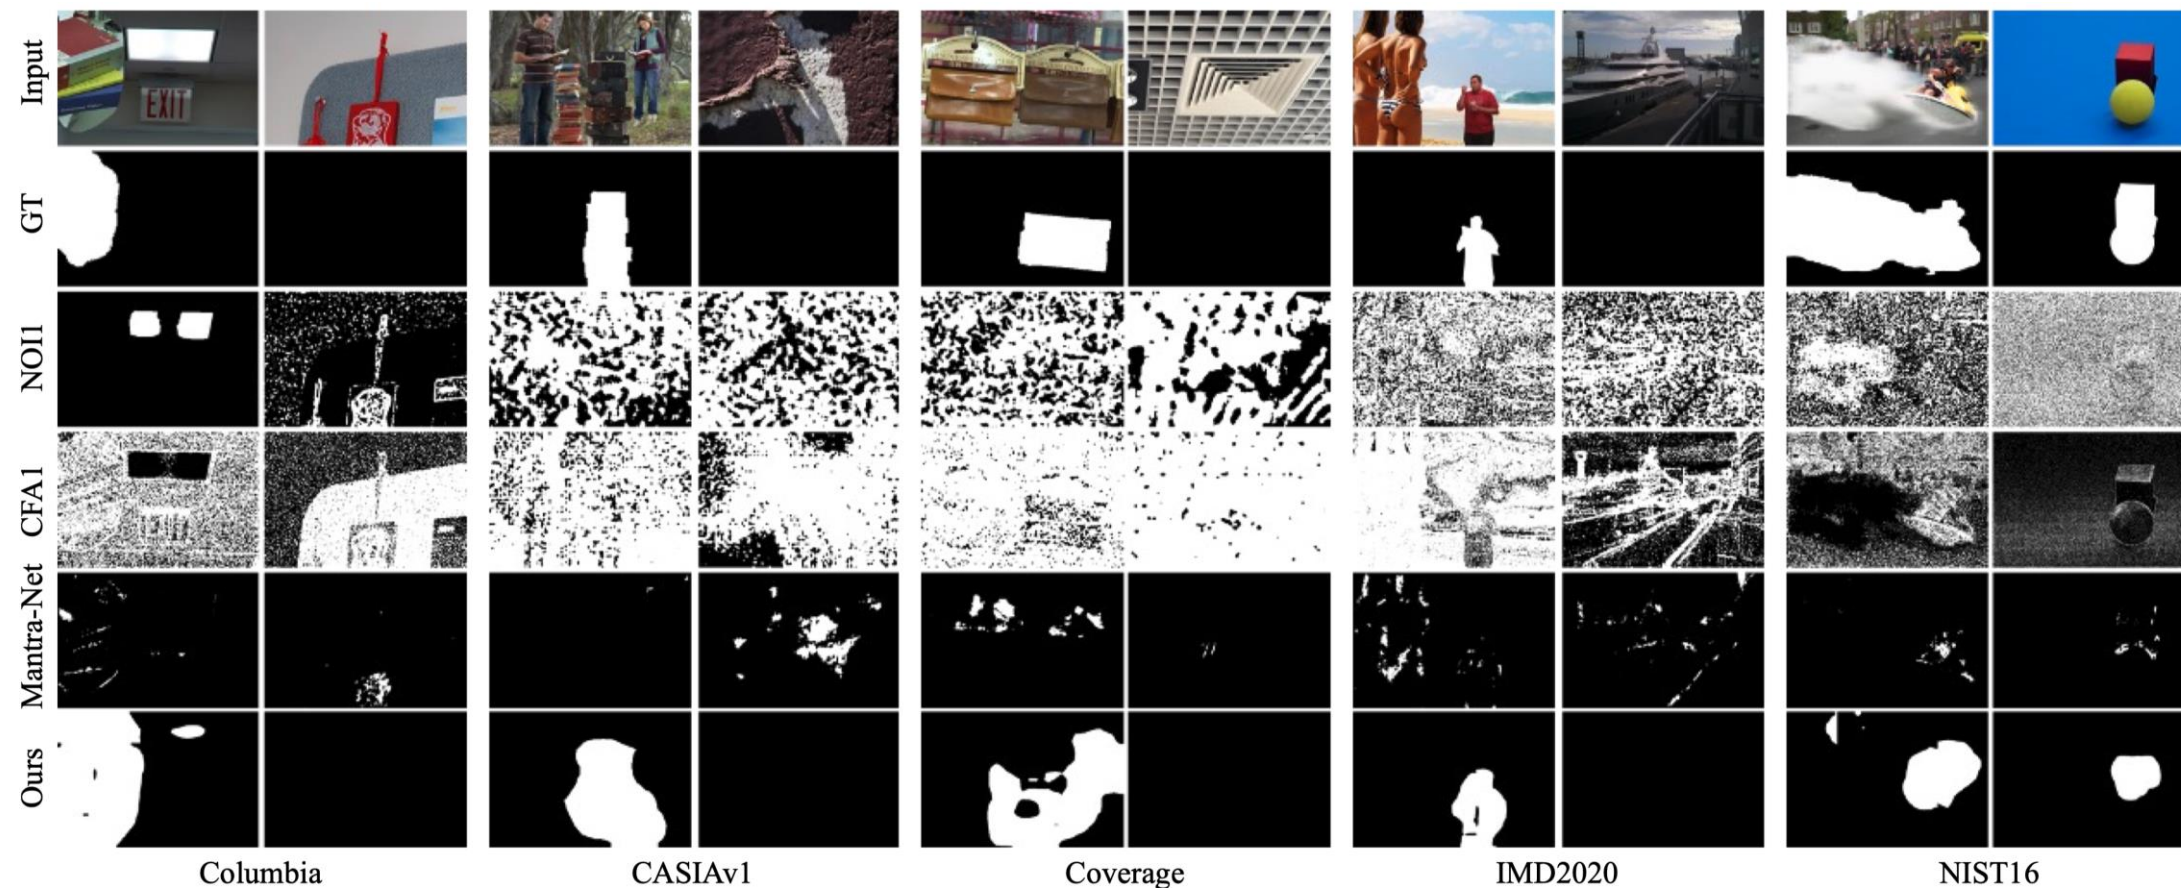 Input
EXIT
GT
NOI1
CFA1
Mantra-Net
Ours
Columbia
CASIAv1
Coverage
IMD2020
NIST16